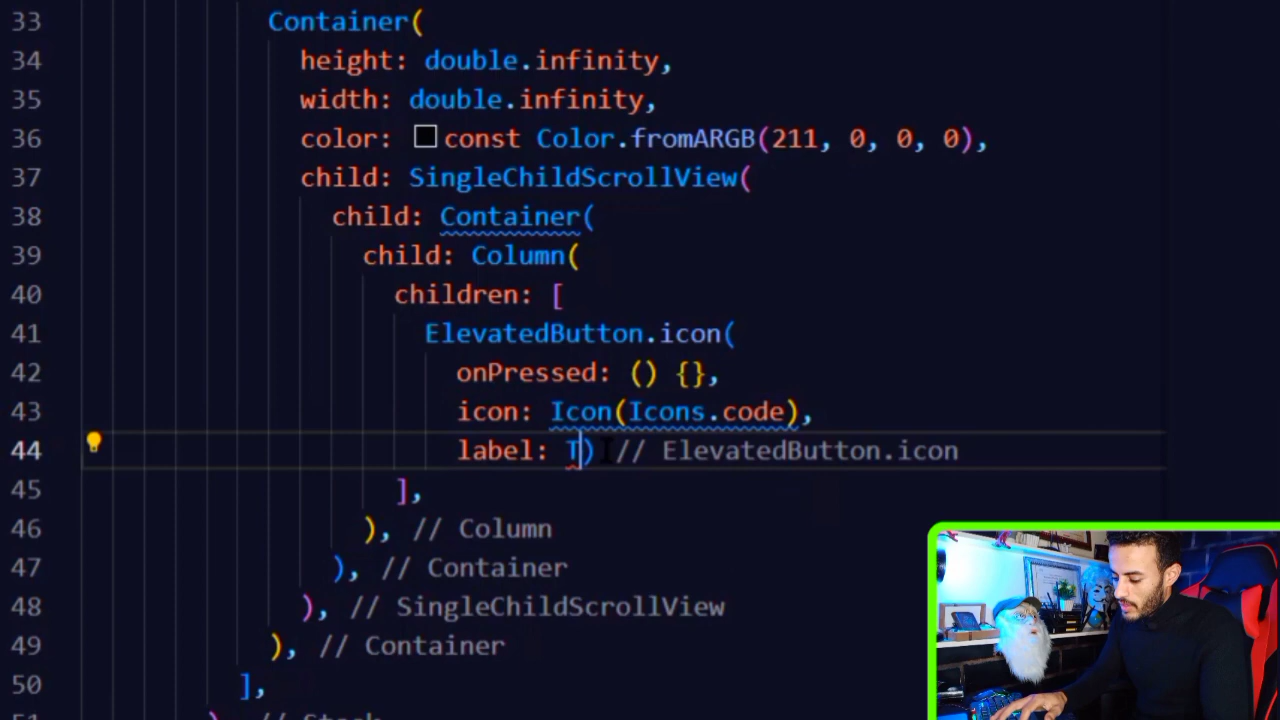 33 Container(
34 height: double.infinity,
35 width: double.infinity,
36 color: const Color.fromARGB(211, 0, 0, 0),
37 child: SingleChildScrollView(
38 child: Container(
39 child: Column(
40 children: [
41 ElevatedButton.icon(
42 onPressed: () {},
43 icon: Icon(Icons.code),
44 label: T) // ElevatedButton.icon
45 ],
46 ), // Column
47 ), // Container
48 ), // SingleChildScrollView
49 ), // Container
50 ],
51 ), // Stack